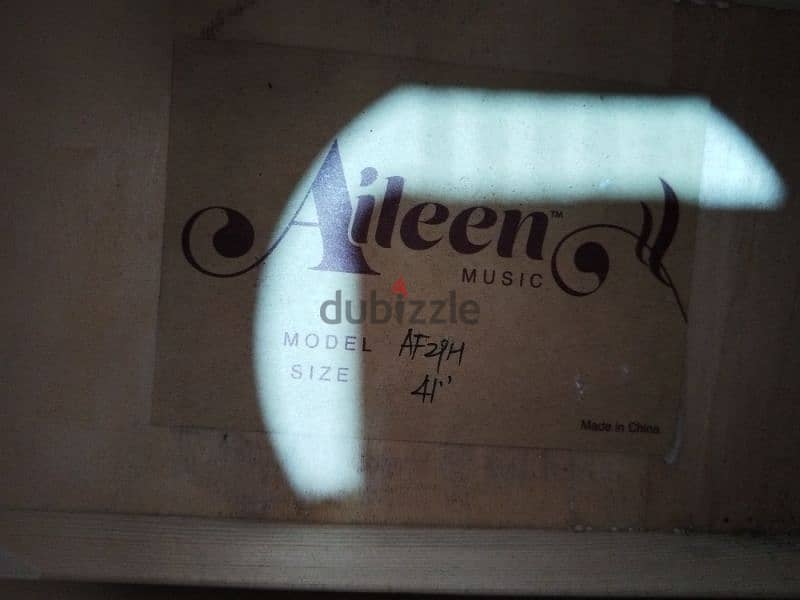 Aileen™
MUSIC
dubizzle
MODEL AF29H
SIZE 41"
Made in China